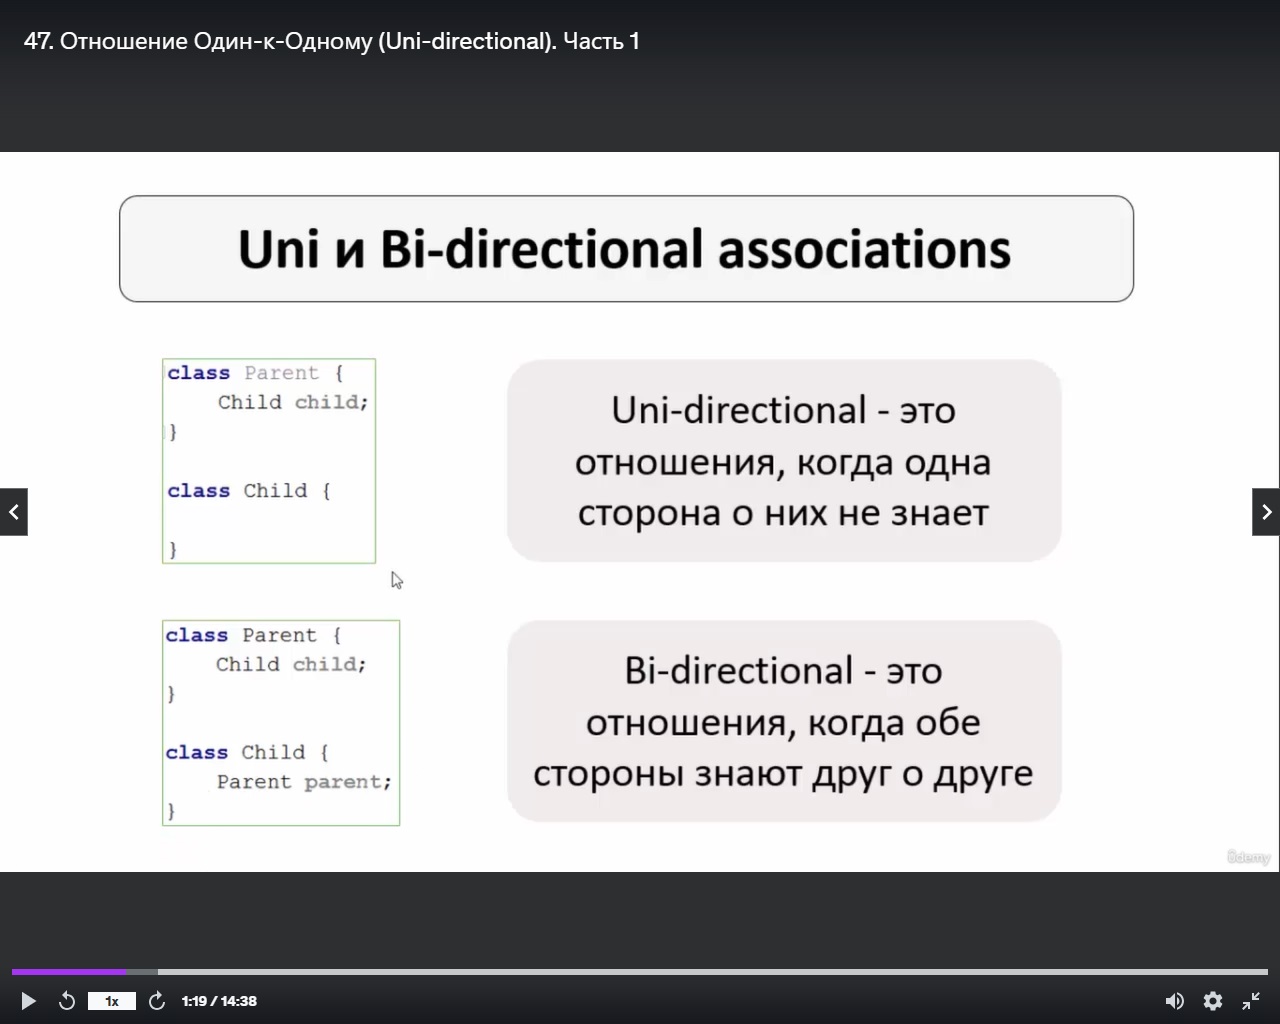 47. Отношение Один-к-Одному (Uni-directional). Часть 1
Uni и Bi-directional associations
class Parent {
Child child;
}
class Child {
}
Uni-directional - это
отношения, когда одна
сторона о них не знает
class Parent {
Child child;
}
class Child {
Parent parent;
}
Bi-directional - это
отношения, когда обе
стороны знают друг о друге
ûdemy
1x
1:19 / 14:38